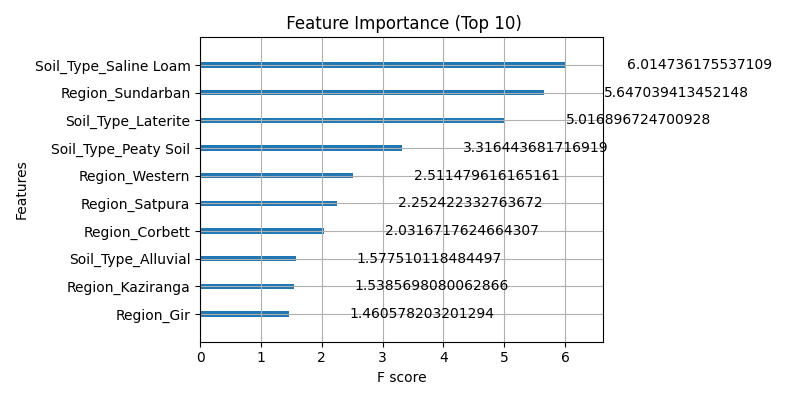 Feature Importance (Top 10)
Soil_Type_Saline Loam 6.014736175537109
Region_Sundarban 5.647039413452148
Soil_Type_Laterite 5.016896724700928
Soil_Type_Peaty Soil 3.316443681716919
Region_Western 2.511479616165161
Region_Satpura 2.252422332763672
Region_Corbett 2.0316717624664307
Soil_Type_Alluvial 1.577510118484497
Region_Kaziranga 1.5385698080062866
Region_Gir 1.460578203201294
Features
0 1 2 3 4 5 6
F score